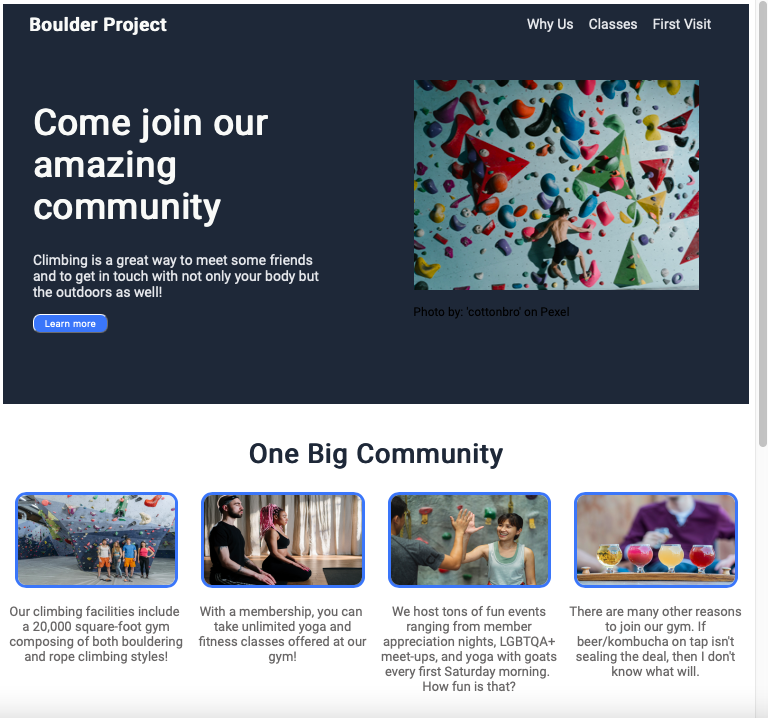 Boulder Project
Why Us Classes First Visit
Come join our
amazing
community
Climbing is a great way to meet some friends
and to get in touch with not only your body but
the outdoors as well!
Learn more
Photo by: 'cottonbro' on Pexel
One Big Community
Our climbing facilities include
a 20,000 square-foot gym
composing of both bouldering
and rope climbing styles!
With a membership, you can
take unlimited yoga and
fitness classes offered at our
gym!
We host tons of fun events
ranging from member
appreciation nights, LGBTQA+
meet-ups, and yoga with goats
every first Saturday morning.
How fun is that?
There are many other reasons
to join our gym. If
beer/kombucha on tap isn't
sealing the deal, then I don't
know what will.